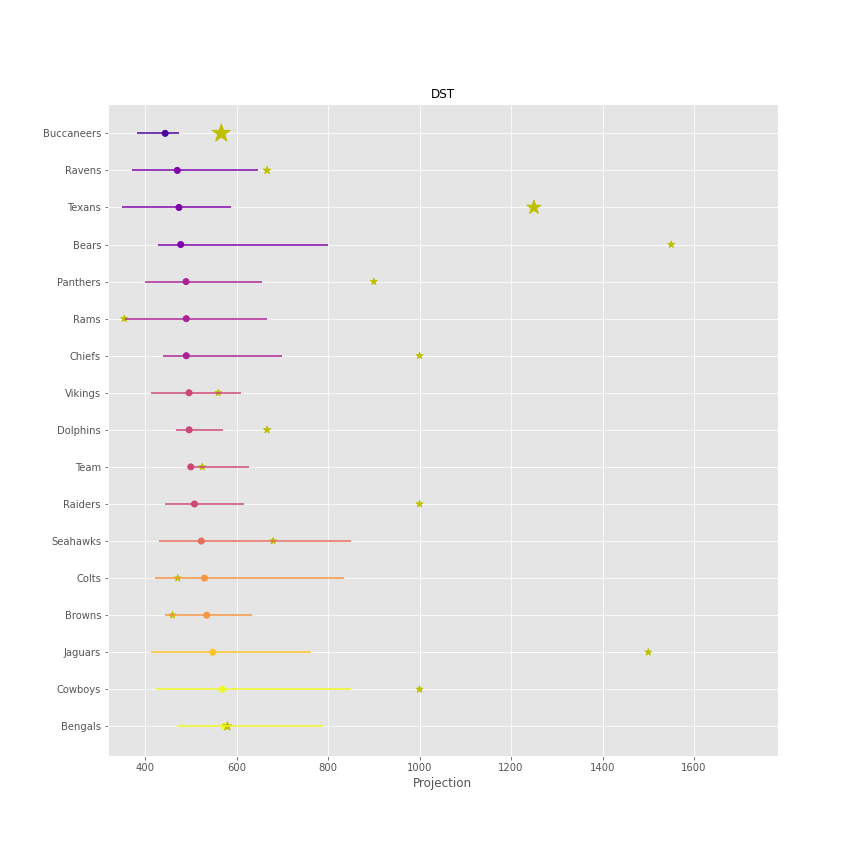 DST
Buccaneers
Ravens
Texans
Bears
Panthers
Rams
Chiefs
Vikings
Dolphins
Team
Raiders
Seahawks
Colts
Browns
Jaguars
Cowboys
Bengals
400 600 800 1000 1200 1400 1600
Projection